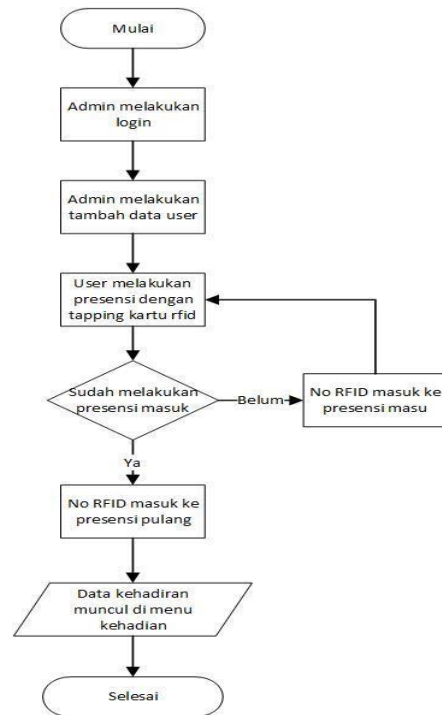 Mulai
Admin melakukan
login
Admin melakukan
tambah data user
User melakukan
presensi dengan
tapping kartu rfid
Sudah melakukan
presensi masuk
Belum
No RFID masuk ke
presensi masu
Ya
No RFID masuk ke
presensi pulang
Data kehadiran
muncul di menu
kehadian
Selesai